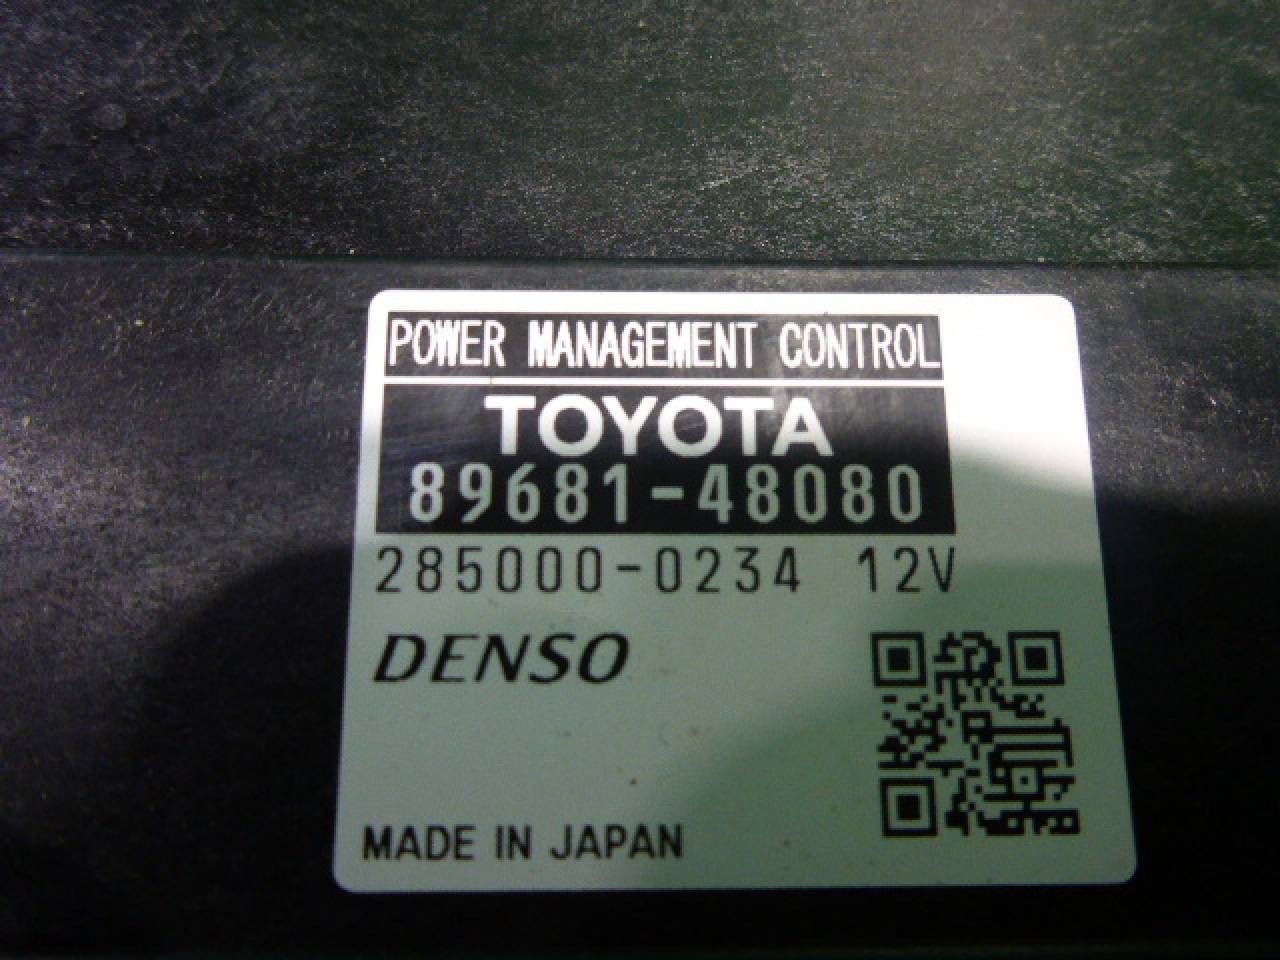 POWER MANAGEMENT CONTROL
TOYOTA
89681-48080
285000-0234 12V
DENSO
MADE IN JAPAN